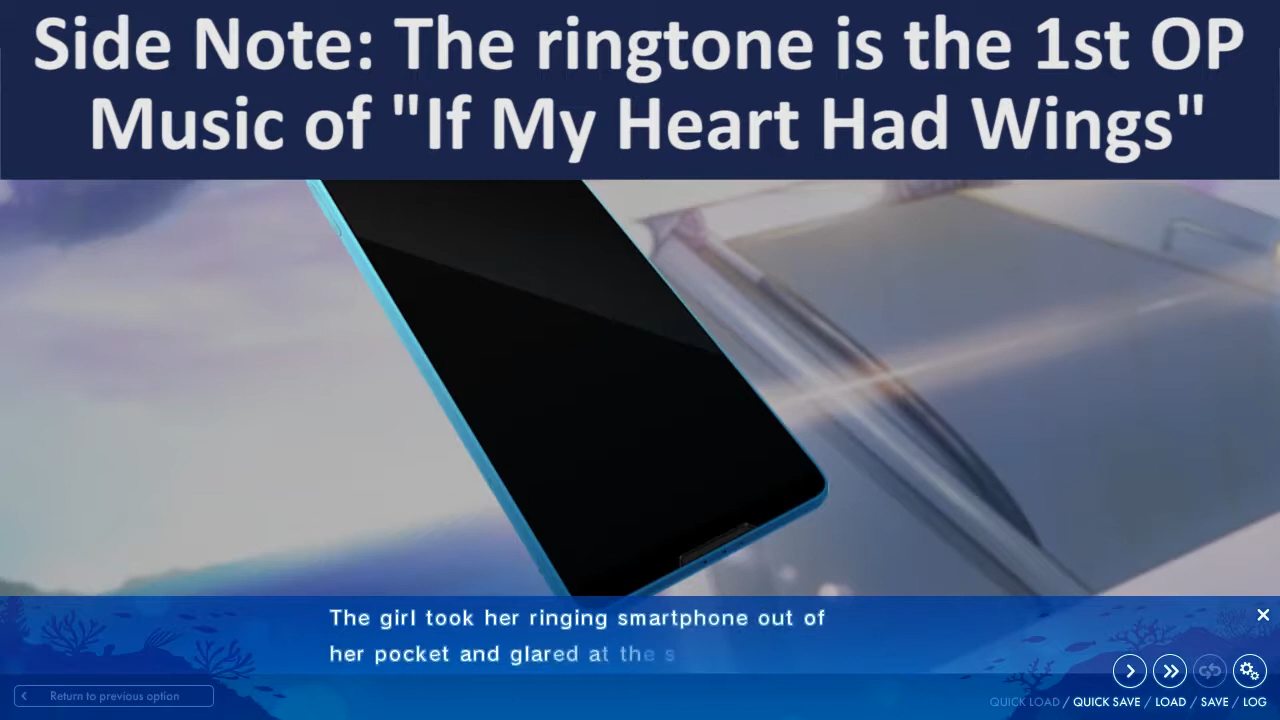 Side Note: The ringtone is the 1st OP
Music of "If My Heart Had Wings"
The girl took her ringing smartphone out of
her pocket and glared at the s
Return to previous option
QUICK LOAD / QUICK SAVE / LOAD / SAVE / LOG